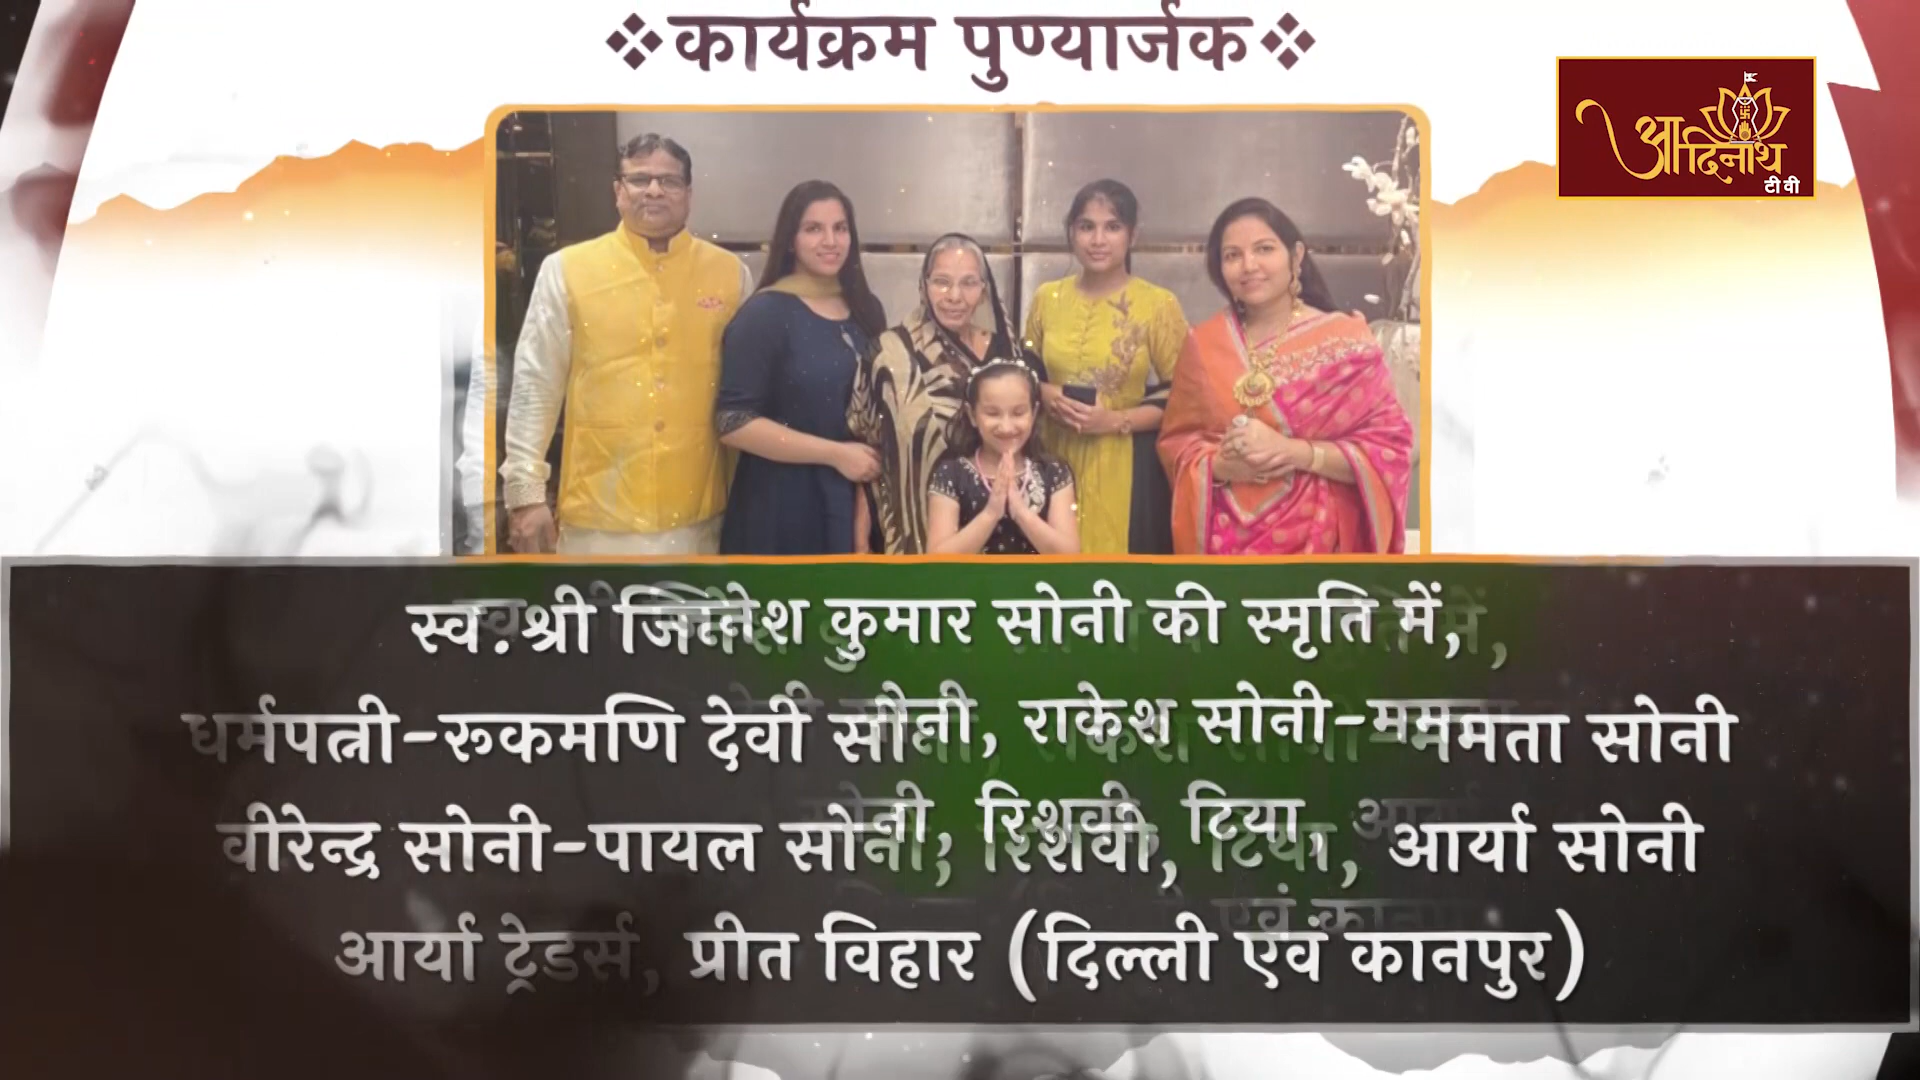 ❖कार्यक्रम पुण्यार्जक❖
आदिनाथ
टीवी
स्व.श्री जिनेश कुमार सोनी की स्मृति में,
धर्मपत्नी-रूकमणि देवी सोनी, राकेश सोनी-ममता सोनी
वीरेन्द्र सोनी-पायल सोनी, रिशवी, टिया, आर्या सोनी
आर्या ट्रेडर्स, प्रीत विहार (दिल्ली एवं कानपुर)